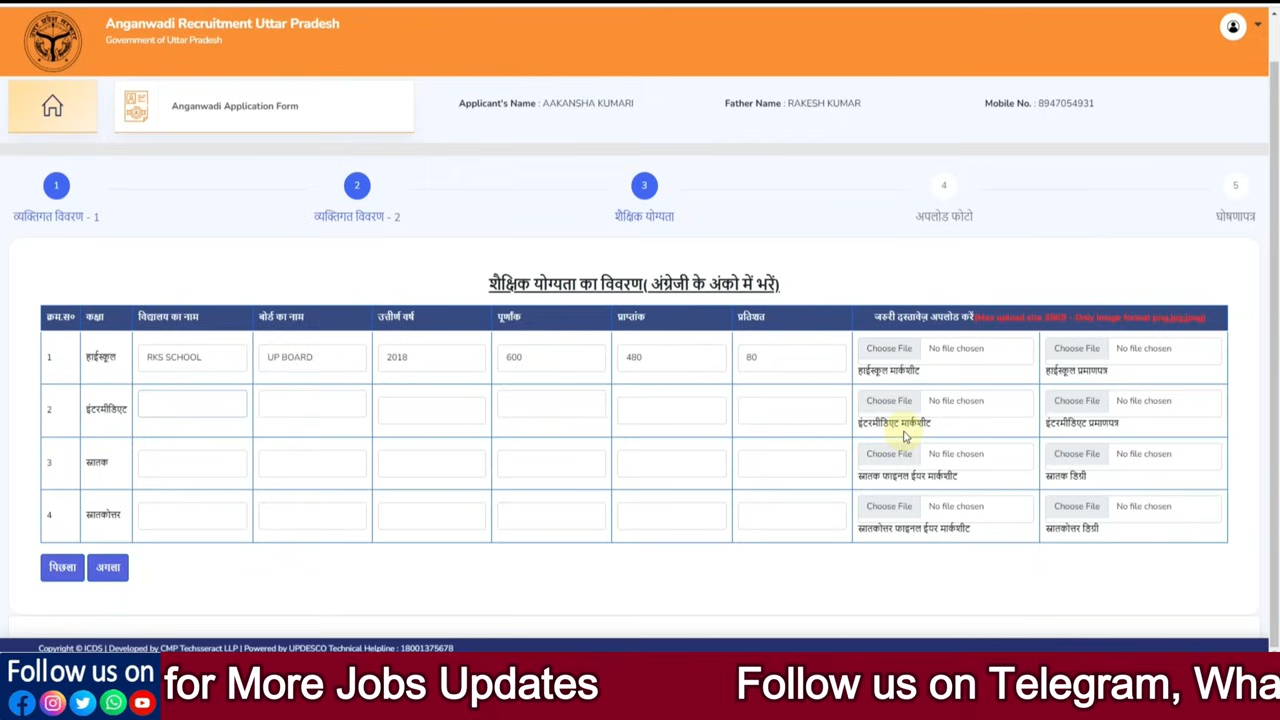 Anganwadi Recruitment Uttar Pradesh
Government of Uttar Pradesh
Anganwadi Application Form
Applicant's Name : AAKANSHA KUMARI
Father Name : RAKESH KUMAR
Mobile No. : 8947054931
1 2 3 4 5
व्यक्तिगत विवरण - 1 व्यक्तिगत विवरण - 2 शैक्षिक योग्यता अपलोड फोटो घोषणापत्र
शैक्षिक योग्यता का विवरण( अंग्रेजी के अंको में भरें)
क्रम.स० कक्षा विद्यालय का नाम बोर्ड का नाम उत्तीर्ण वर्ष पूर्णांक प्राप्तांक प्रतिशत जरुरी दस्तावेज़ अपलोड करें
1 हाईस्कूल RKS SCHOOL UP BOARD 2018 600 480 80 Choose File No file chosen Choose File No file chosen
हाईस्कूल मार्कशीट हाईस्कूल प्रमाणपत्र
2 इंटरमीडिएट Choose File No file chosen Choose File No file chosen
इंटरमीडिएट मार्कशीट इंटरमीडिएट प्रमाणपत्र
3 स्नातक Choose File No file chosen Choose File No file chosen
स्नातक फाइनल ईयर मार्कशीट स्नातक डिग्री
4 स्नातकोत्तर Choose File No file chosen Choose File No file chosen
स्नातकोत्तर फाइनल ईयर मार्कशीट स्नातकोत्तर डिग्री
पिछला अगला
Copyright © ICDS | Developed by CMP Techsseract LLP | Powered by UPDESCO Technical Helpline : 18001375678
Follow us on
for More Jobs Updates Follow us on Telegram, Wha